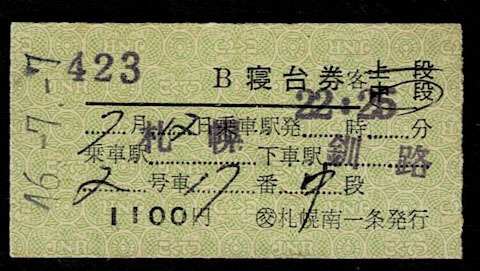 46-7-7
423
B寝台券 客 上段 中段
7月12日乗車駅発 22:25 時 分
乗車駅 札幌 下車駅 釧路
2号車17番中段
1100円 ㊋札幌南一条発行